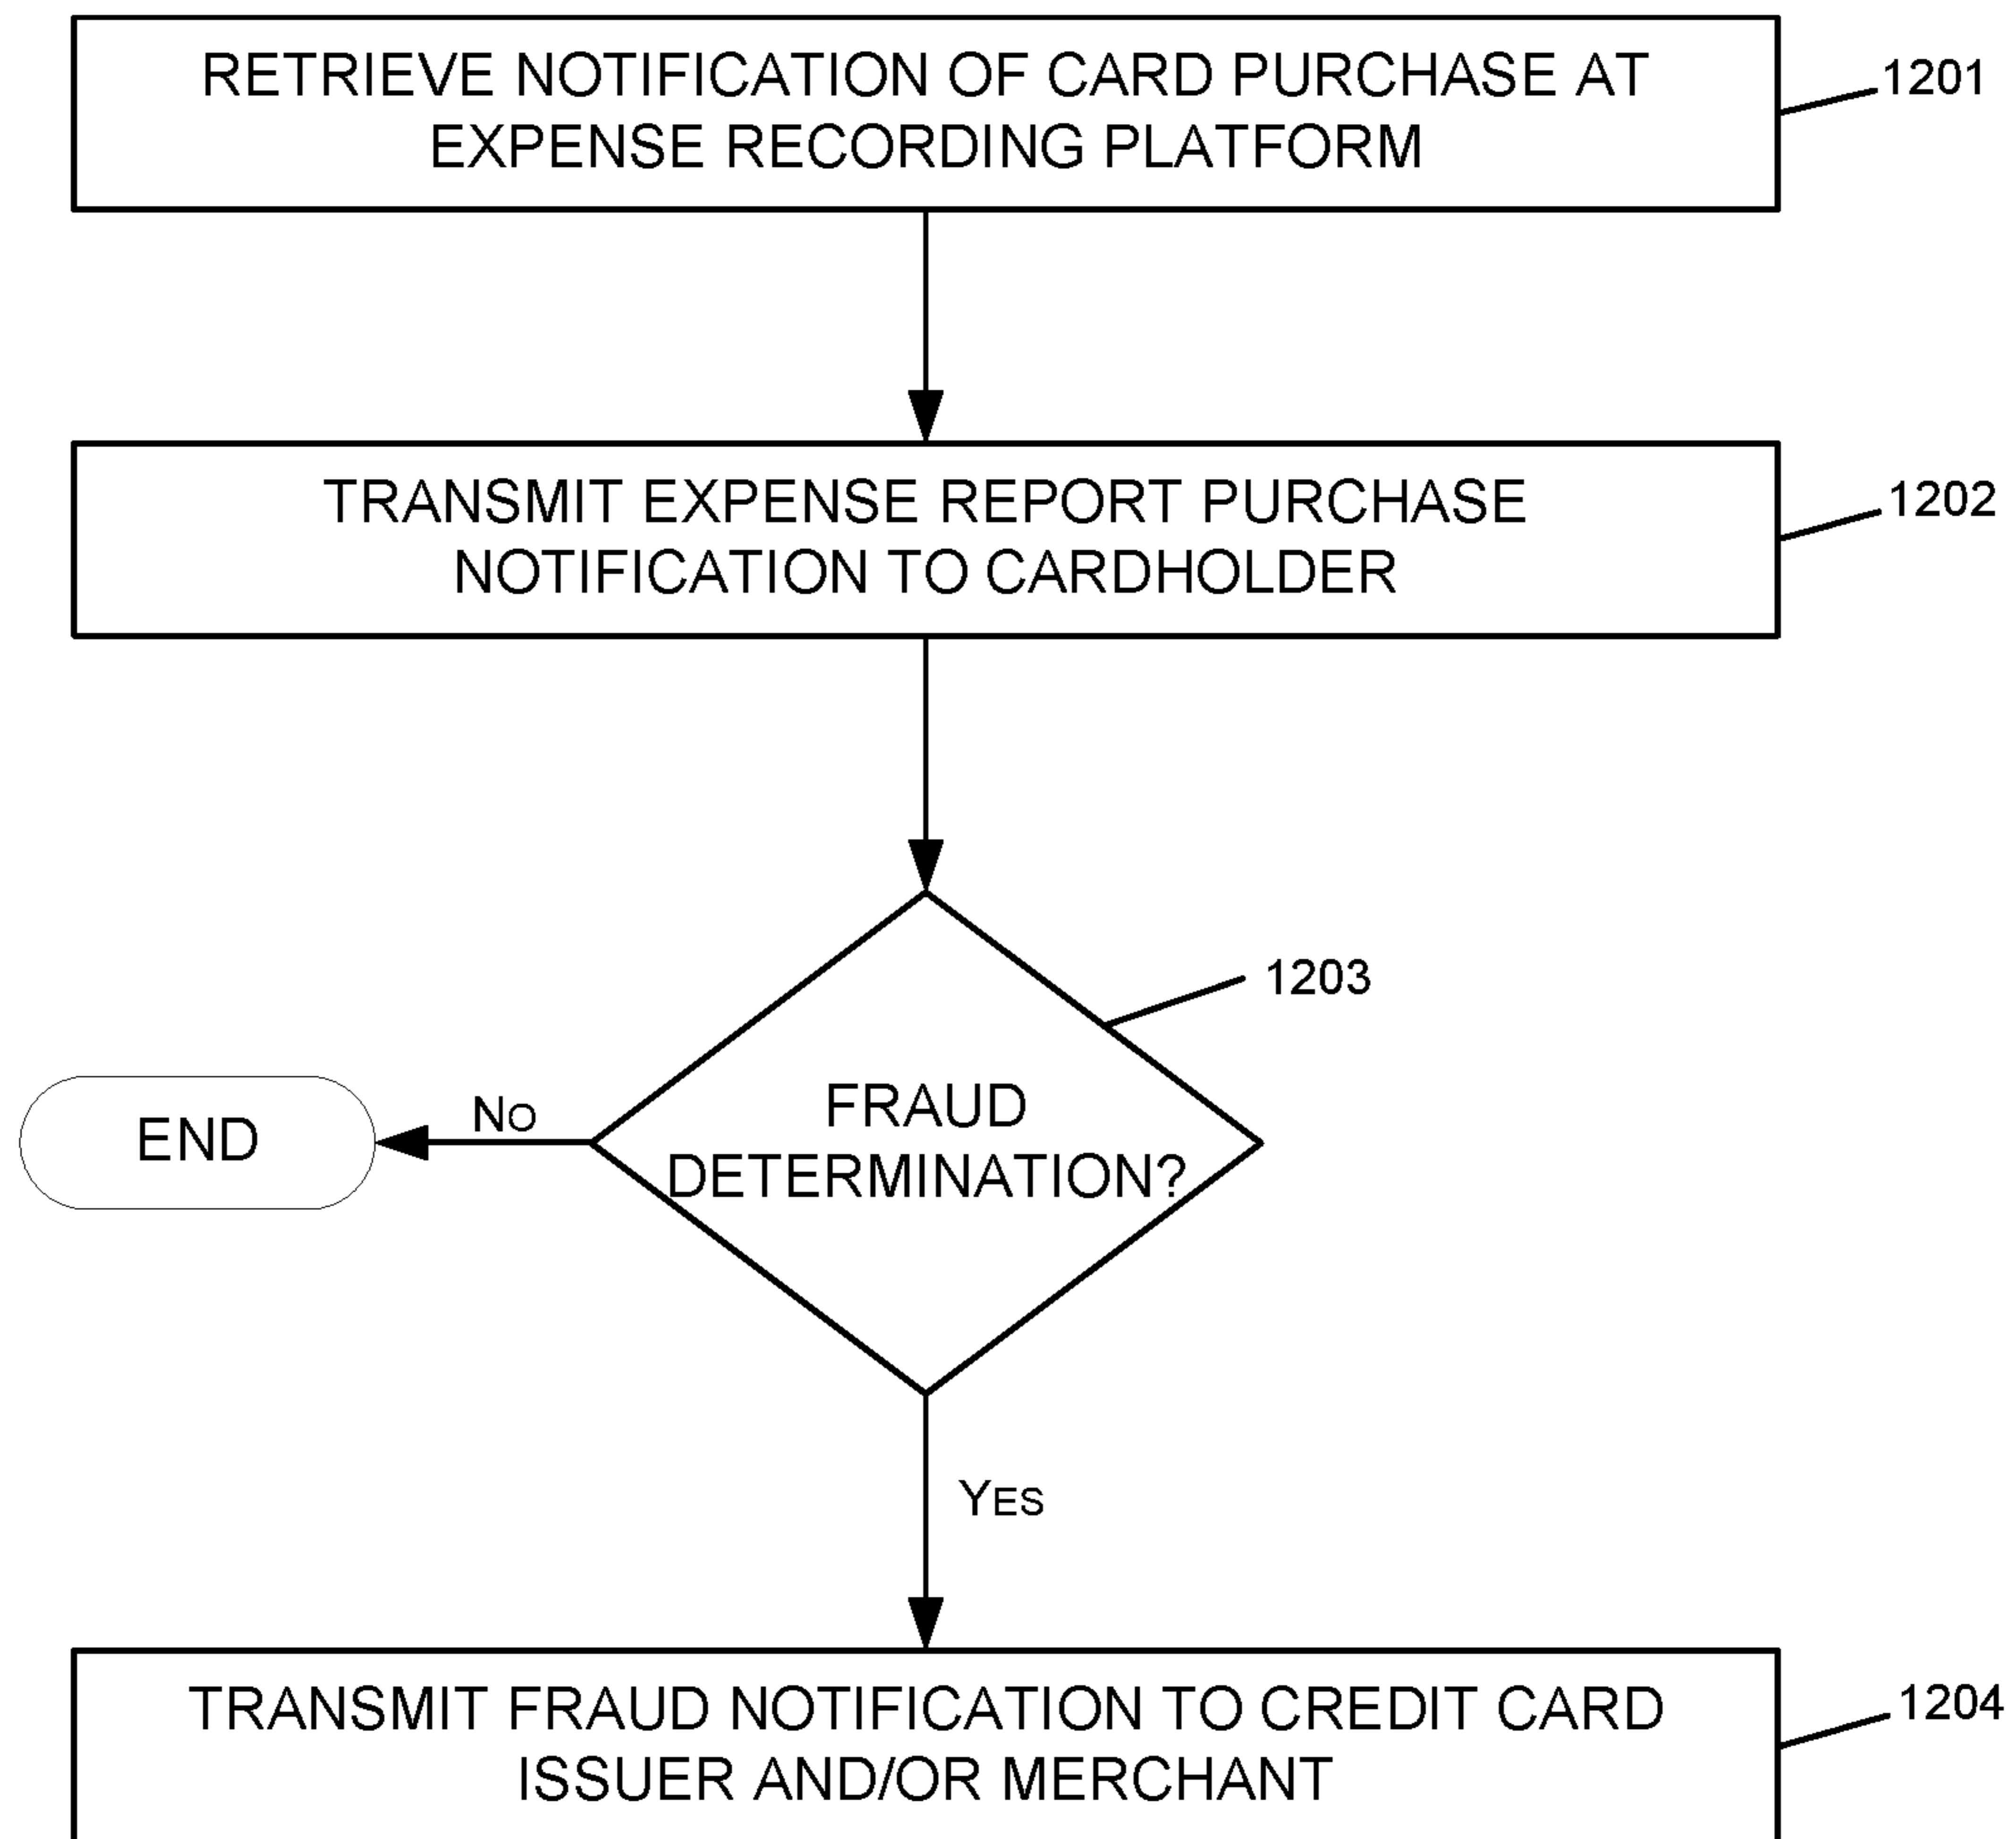 RETRIEVE NOTIFICATION OF CARD PURCHASE AT
EXPENSE RECORDING PLATFORM
1201
TRANSMIT EXPENSE REPORT PURCHASE
NOTIFICATION TO CARDHOLDER
1202
1203
FRAUD
DETERMINATION?
NO
END
YES
TRANSMIT FRAUD NOTIFICATION TO CREDIT CARD
ISSUER AND/OR MERCHANT
1204